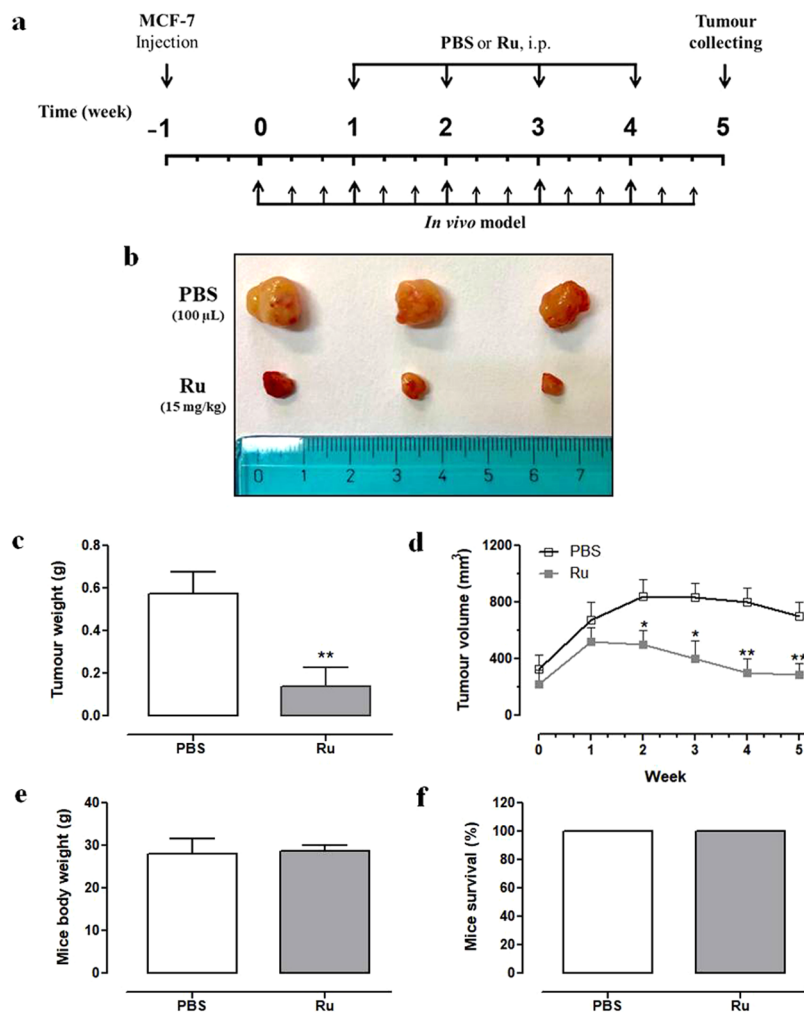 a
MCF-7
Injection
PBS or Ru, i.p.
Tumour
collecting
Time (week)
-1 0 1 2 3 4 5
In vivo model
b
PBS
(100 µL)
Ru
(15 mg/kg)
0 1 2 3 4 5 6 7
c
Tumour weight (g)
0.8
0.6
0.4
0.2
0.0
**
PBS Ru
d
Tumour volume (mm3)
1200
800
400
0
PBS
Ru
* * ** **
0 1 2 3 4 5
Week
e
Mice body weight (g)
40
30
20
10
0
PBS Ru
f
Mice survival (%)
120
100
80
60
40
20
0
PBS Ru